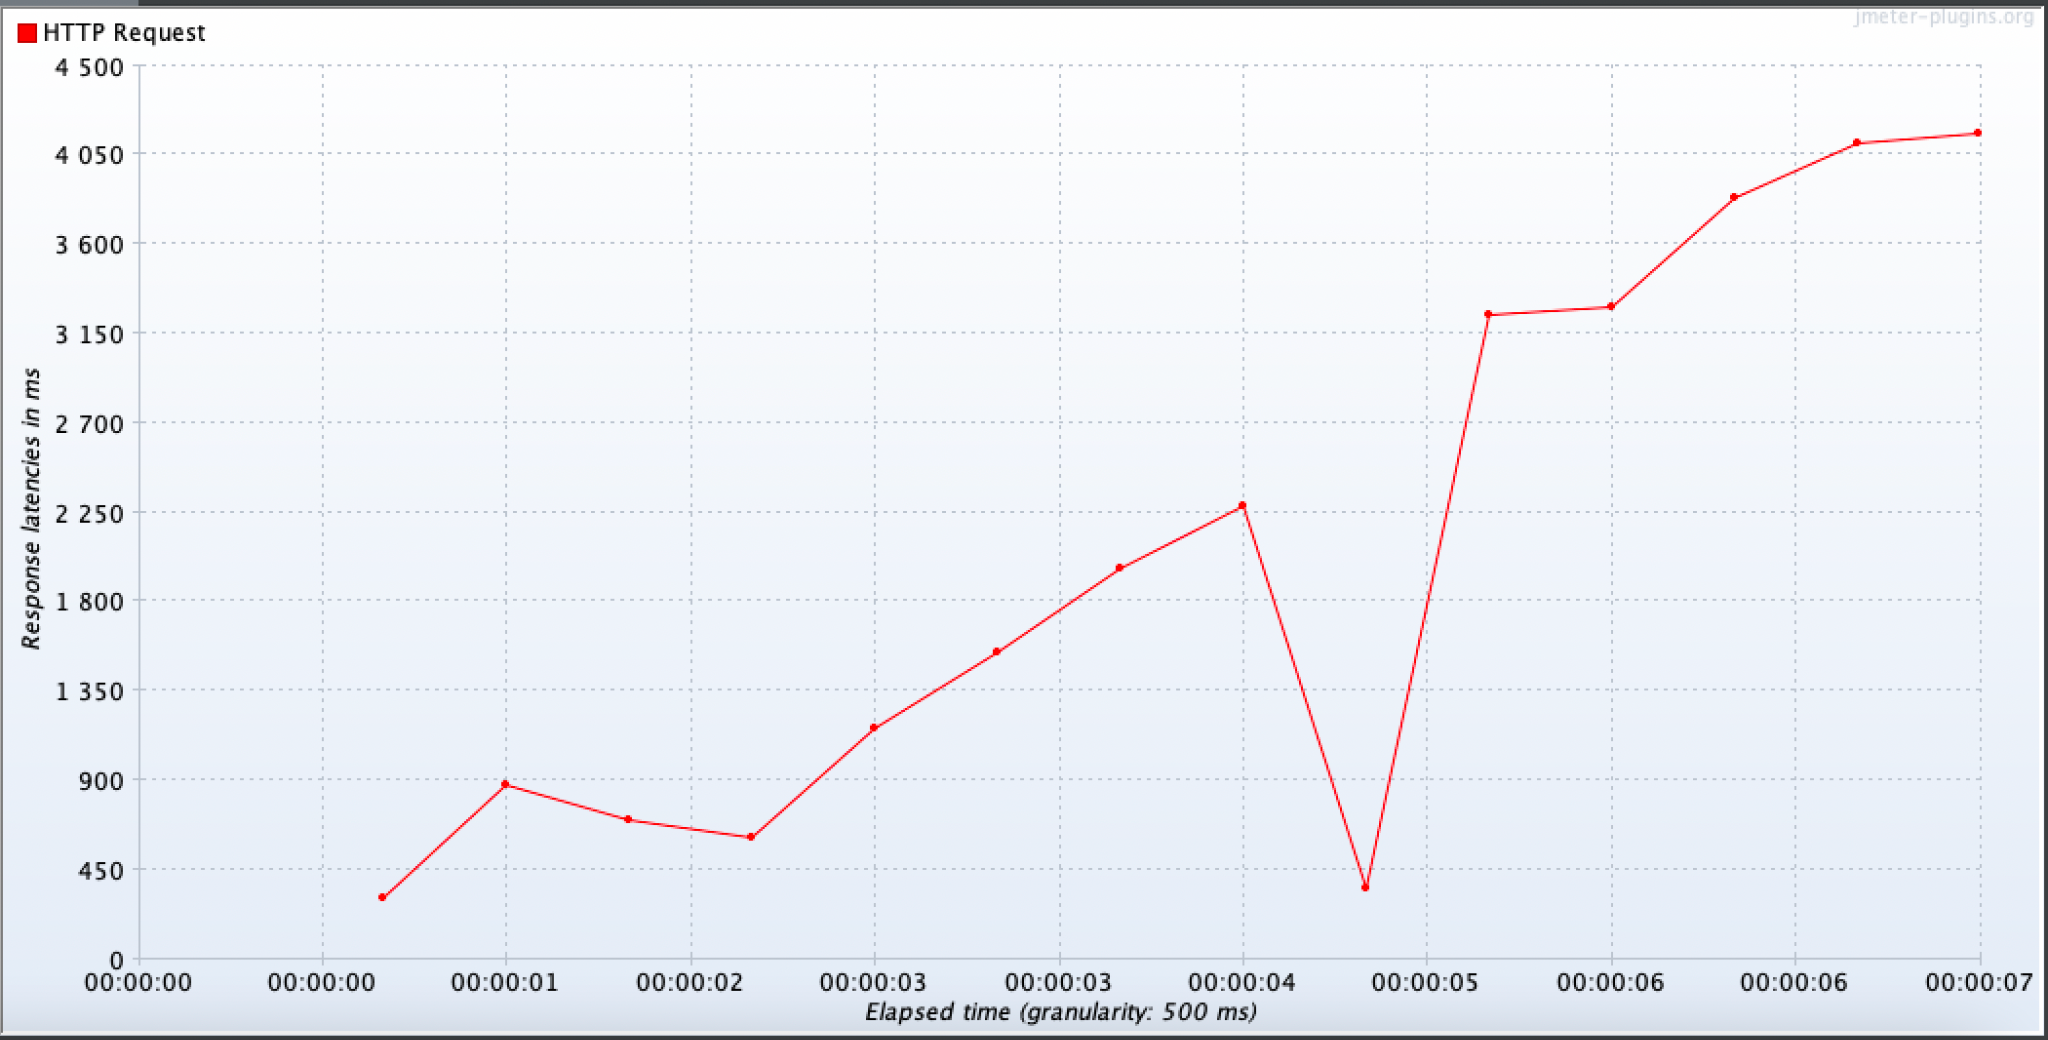 jmeter-plugins.org
HTTP Request
4 500
4 050
3 600
3 150
2 700
2 250
1 800
1 350
900
450
0
Response latencies in ms
00:00:00 00:00:00 00:00:01 00:00:02 00:00:03 00:00:03 00:00:04 00:00:05 00:00:06 00:00:06 00:00:07
Elapsed time (granularity: 500 ms)